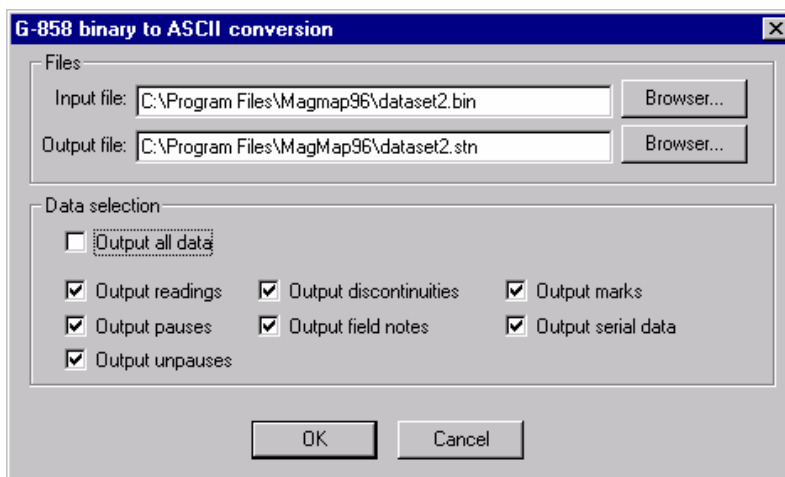 G-858 binary to ASCII conversion
Files
Input file: C:\Program Files\Magmap96\dataset2.bin Browser...
Output file: C:\Program Files\MagMap96\dataset2.stn Browser...
Data selection
Output all data
Output readings Output discontinuities Output marks
Output pauses Output field notes Output serial data
Output unpauses
OK Cancel